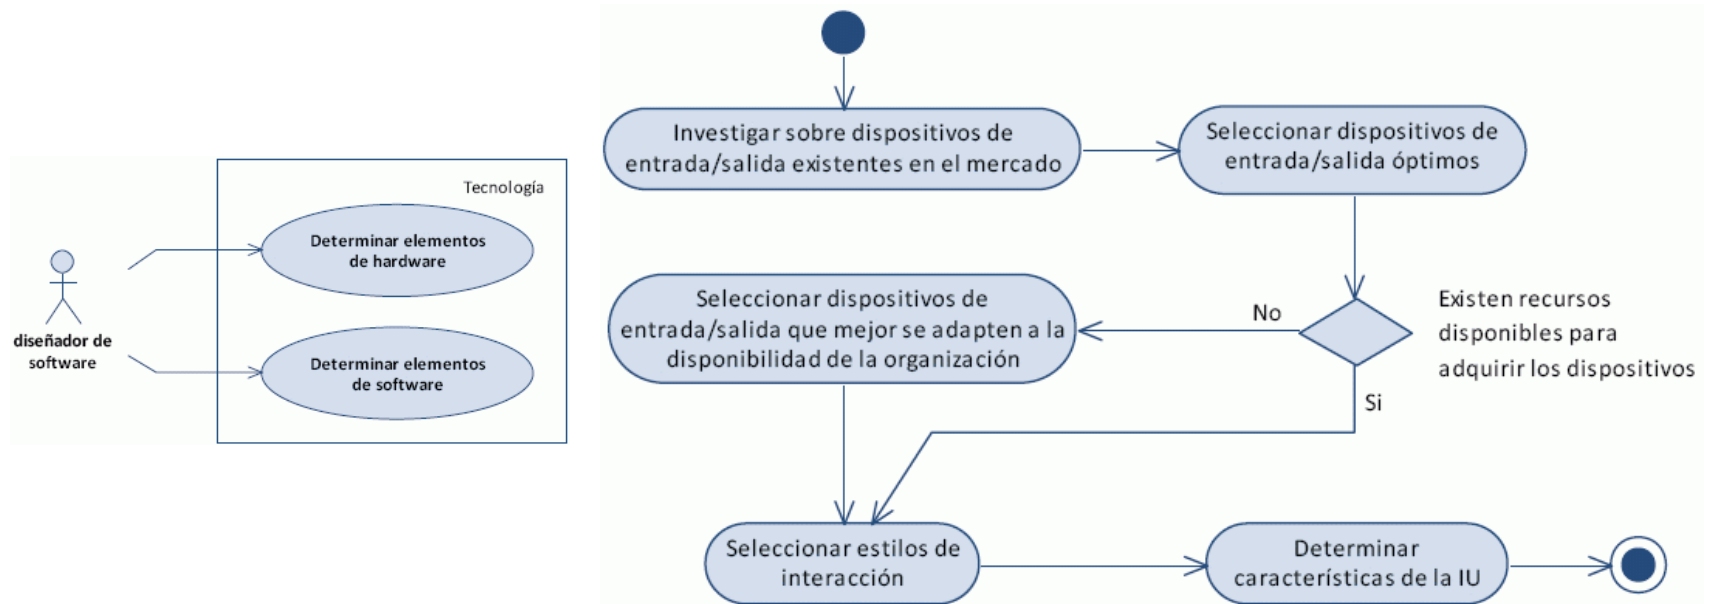 Tecnología
Determinar elementos
de hardware
diseñador de
software
Determinar elementos
de software
Investigar sobre dispositivos de
entrada/salida existentes en el mercado
Seleccionar dispositivos de
entrada/salida óptimos
Existen recursos
disponibles para
adquirir los dispositivos
No
Si
Seleccionar dispositivos de
entrada/salida que mejor se adapten a la
disponibilidad de la organización
Seleccionar estilos de
interacción
Determinar
características de la IU